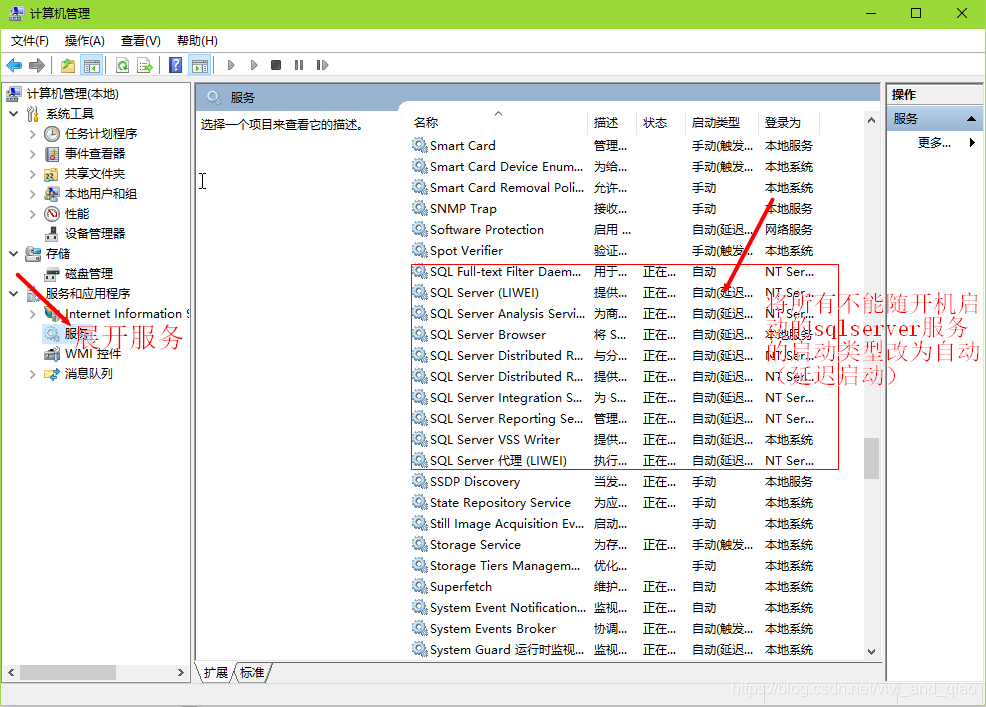 计算机管理
文件(F) 操作(A) 查看(V) 帮助(H)
计算机管理(本地)
系统工具
任务计划程序
事件查看器
共享文件夹
本地用户和组
性能
设备管理器
存储
磁盘管理
服务和应用程序
Internet Information S
服务
WMI 控件
消息队列
展开服务
服务
选择一个项目来查看它的描述。
名称 描述 状态 启动类型 登录为
Smart Card 管理... 手动(触发... 本地服务
Smart Card Device Enum... 为给... 手动(触发... 本地系统
Smart Card Removal Poli... 允许... 手动 本地系统
SNMP Trap 接收... 手动 本地服务
Software Protection 启用 ... 自动(延迟... 网络服务
Spot Verifier 验证... 手动(触发... 本地系统
SQL Full-text Filter Daem... 用于... 正在... 自动 NT Ser...
SQL Server (LIWEI) 提供... 正在... 自动(延迟... NT Ser...
SQL Server Analysis Servi... 为商... 正在... 自动(延迟... NT Ser...
SQL Server Browser 将 S... 正在... 自动(延迟... 本地服务
SQL Server Distributed R... 与分... 正在... 自动(延迟... NT Ser...
SQL Server Distributed R... 提供... 正在... 自动(延迟... NT Ser...
SQL Server Integration S... 为 S... 正在... 自动(延迟... NT Ser...
SQL Server Reporting Se... 管理... 正在... 自动(延迟... NT Ser...
SQL Server VSS Writer 提供... 正在... 自动(延迟... 本地系统
SQL Server 代理 (LIWEI) 执行... 正在... 自动(延迟... NT Ser...
SSDP Discovery 当发... 正在... 手动 本地服务
State Repository Service 为应... 正在... 手动 本地系统
Still Image Acquisition Ev... 启动... 手动 本地系统
Storage Service 为存... 正在... 手动(触发... 本地系统
Storage Tiers Managem... 优化... 手动 本地系统
Superfetch 维护... 正在... 自动 本地系统
System Event Notification... 监视... 正在... 自动 本地系统
System Events Broker 协调... 正在... 自动(触发... 本地系统
System Guard 运行时监视... 监视... 正在... 自动(延迟... 本地系统
将所有不能随开机启
动的sqlserver服务
的启动类型改为自动
（延迟启动）
扩展 标准
操作
服务
更多...
https://blog.csdn.net/vivi_and_qiao